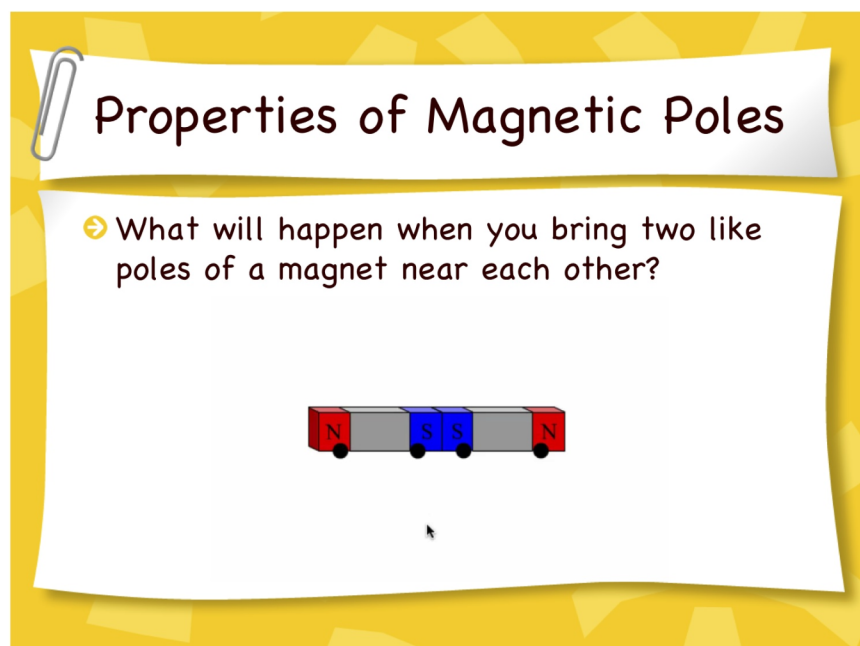 Properties of Magnetic Poles
What will happen when you bring two like
poles of a magnet near each other?
N S S N